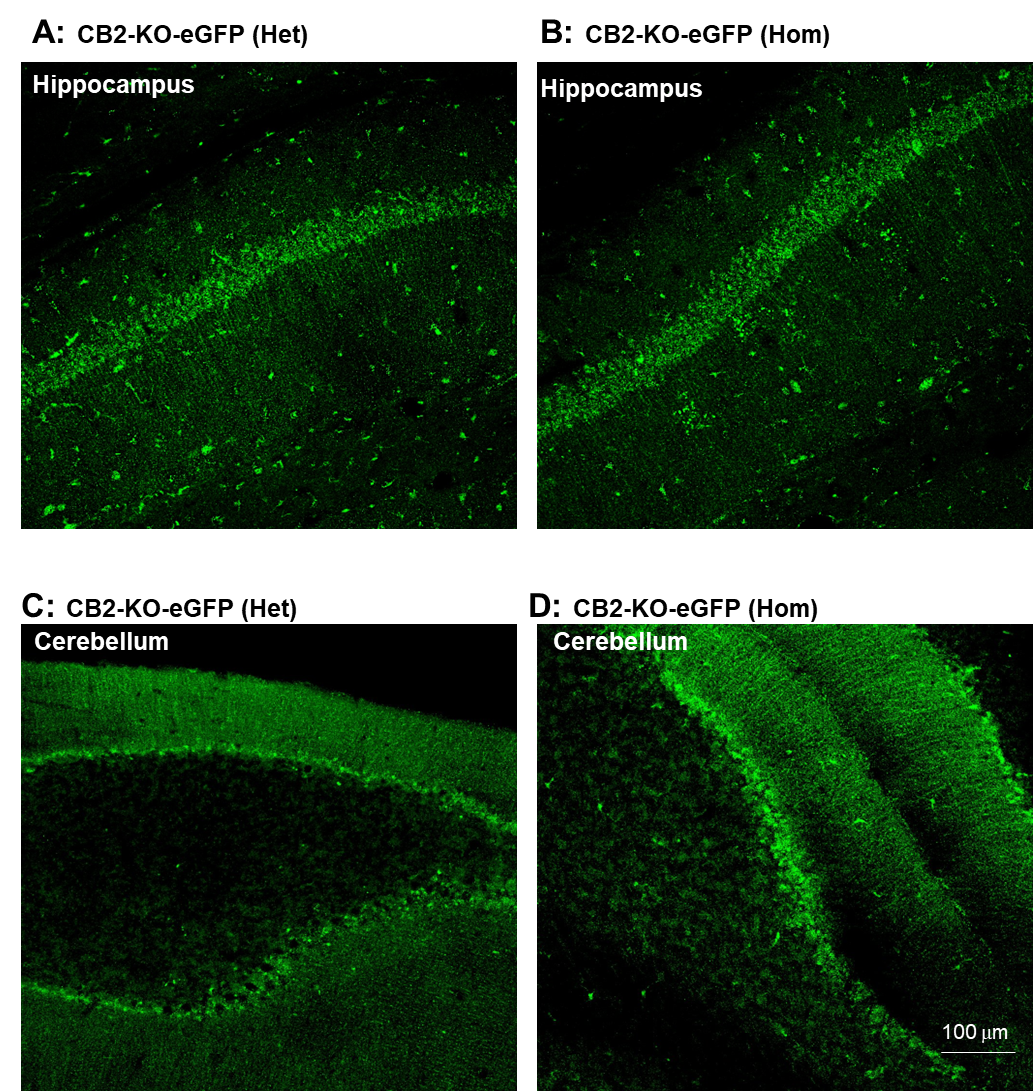 A: CB2-KO-eGFP (Het)
B: CB2-KO-eGFP (Hom)
Hippocampus
Hippocampus
C: CB2-KO-eGFP (Het)
D: CB2-KO-eGFP (Hom)
Cerebellum
Cerebellum
100 μm